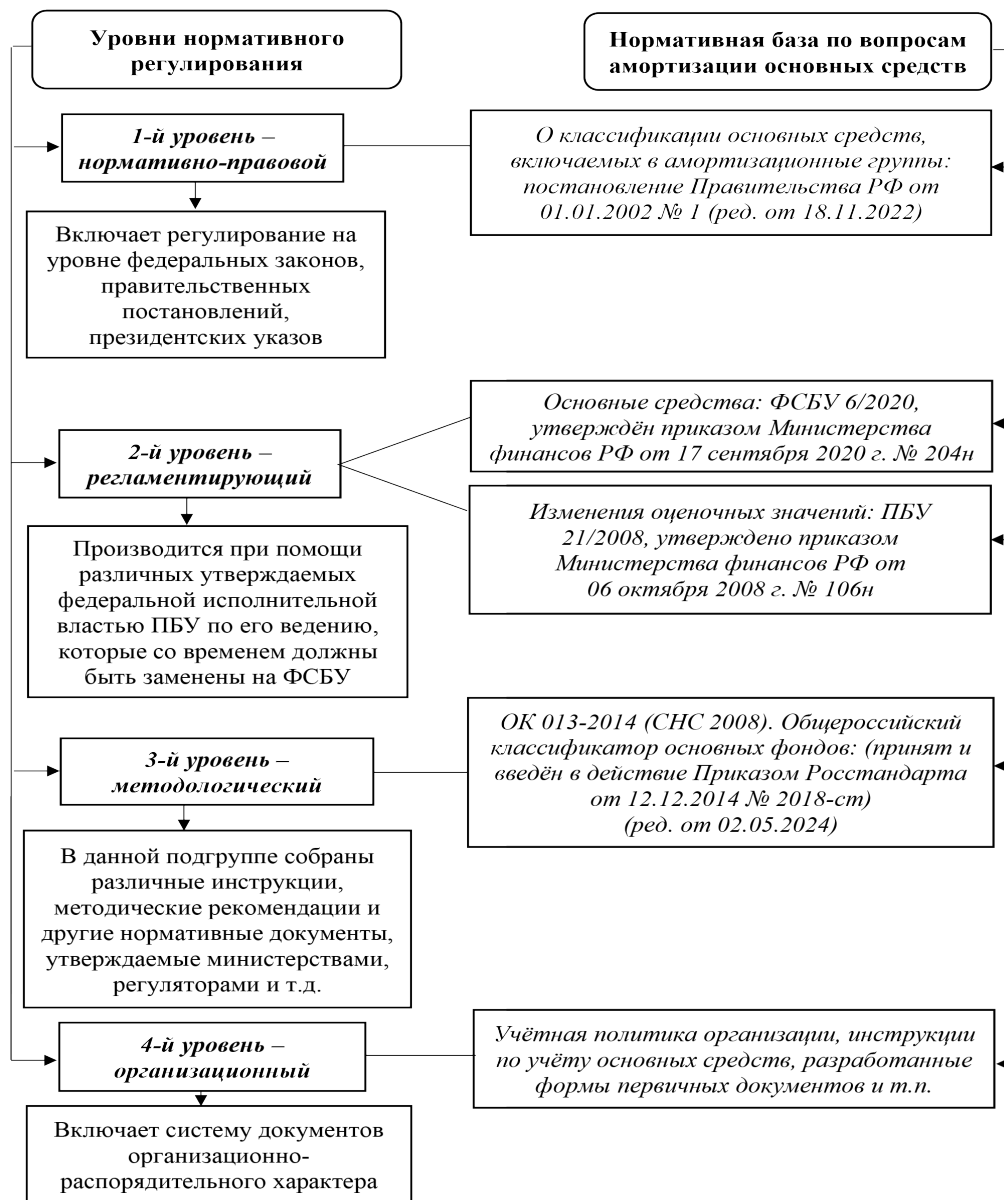 Уровни нормативного
регулирования
Нормативная база по вопросам
амортизации основных средств
1-й уровень –
нормативно-правовой
О классификации основных средств,
включаемых в амортизационные группы:
постановление Правительства РФ от
01.01.2002 № 1 (ред. от 18.11.2022)
Включает регулирование на
уровне федеральных законов,
правительственных
постановлений,
президентских указов
2-й уровень –
регламентирующий
Основные средства: ФСБУ 6/2020,
утверждён приказом Министерства
финансов РФ от 17 сентября 2020 г. № 204н
Изменения оценочных значений: ПБУ
21/2008, утверждено приказом
Министерства финансов РФ от
06 октября 2008 г. № 106н
Производится при помощи
различных утверждаемых
федеральной исполнительной
властью ПБУ по его ведению,
которые со временем должны
быть заменены на ФСБУ
3-й уровень –
методологический
ОК 013-2014 (СНС 2008). Общероссийский
классификатор основных фондов: (принят и
введён в действие Приказом Росстандарта
от 12.12.2014 № 2018-ст)
(ред. от 02.05.2024)
В данной подгруппе собраны
различные инструкции,
методические рекомендации и
другие нормативные документы,
утверждаемые министерствами,
регуляторами и т.д.
4-й уровень –
организационный
Учётная политика организации, инструкции
по учёту основных средств, разработанные
формы первичных документов и т.п.
Включает систему документов
организационно-
распорядительного характера